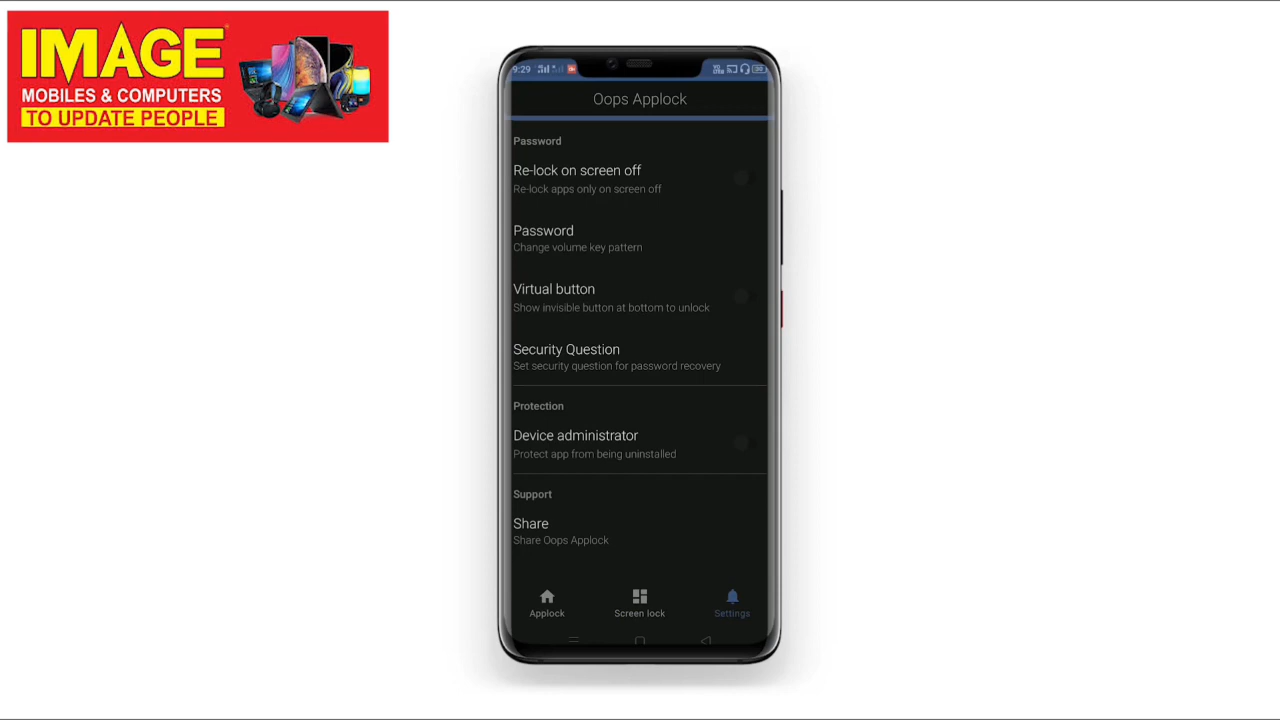 IMAGE
MOBILES & COMPUTERS
TO UPDATE PEOPLE
9:29
Oops Applock
Password
Re-lock on screen off
Re-lock apps only on screen off
Password
Change volume key pattern
Virtual button
Show invisible button at bortom to unlock
Security Question
Set security question for password recovery
Protection
Device administrator
Protect app from being uninstalled
Support
Share
Share Oops Applock
Applock
Screen lock
Settings